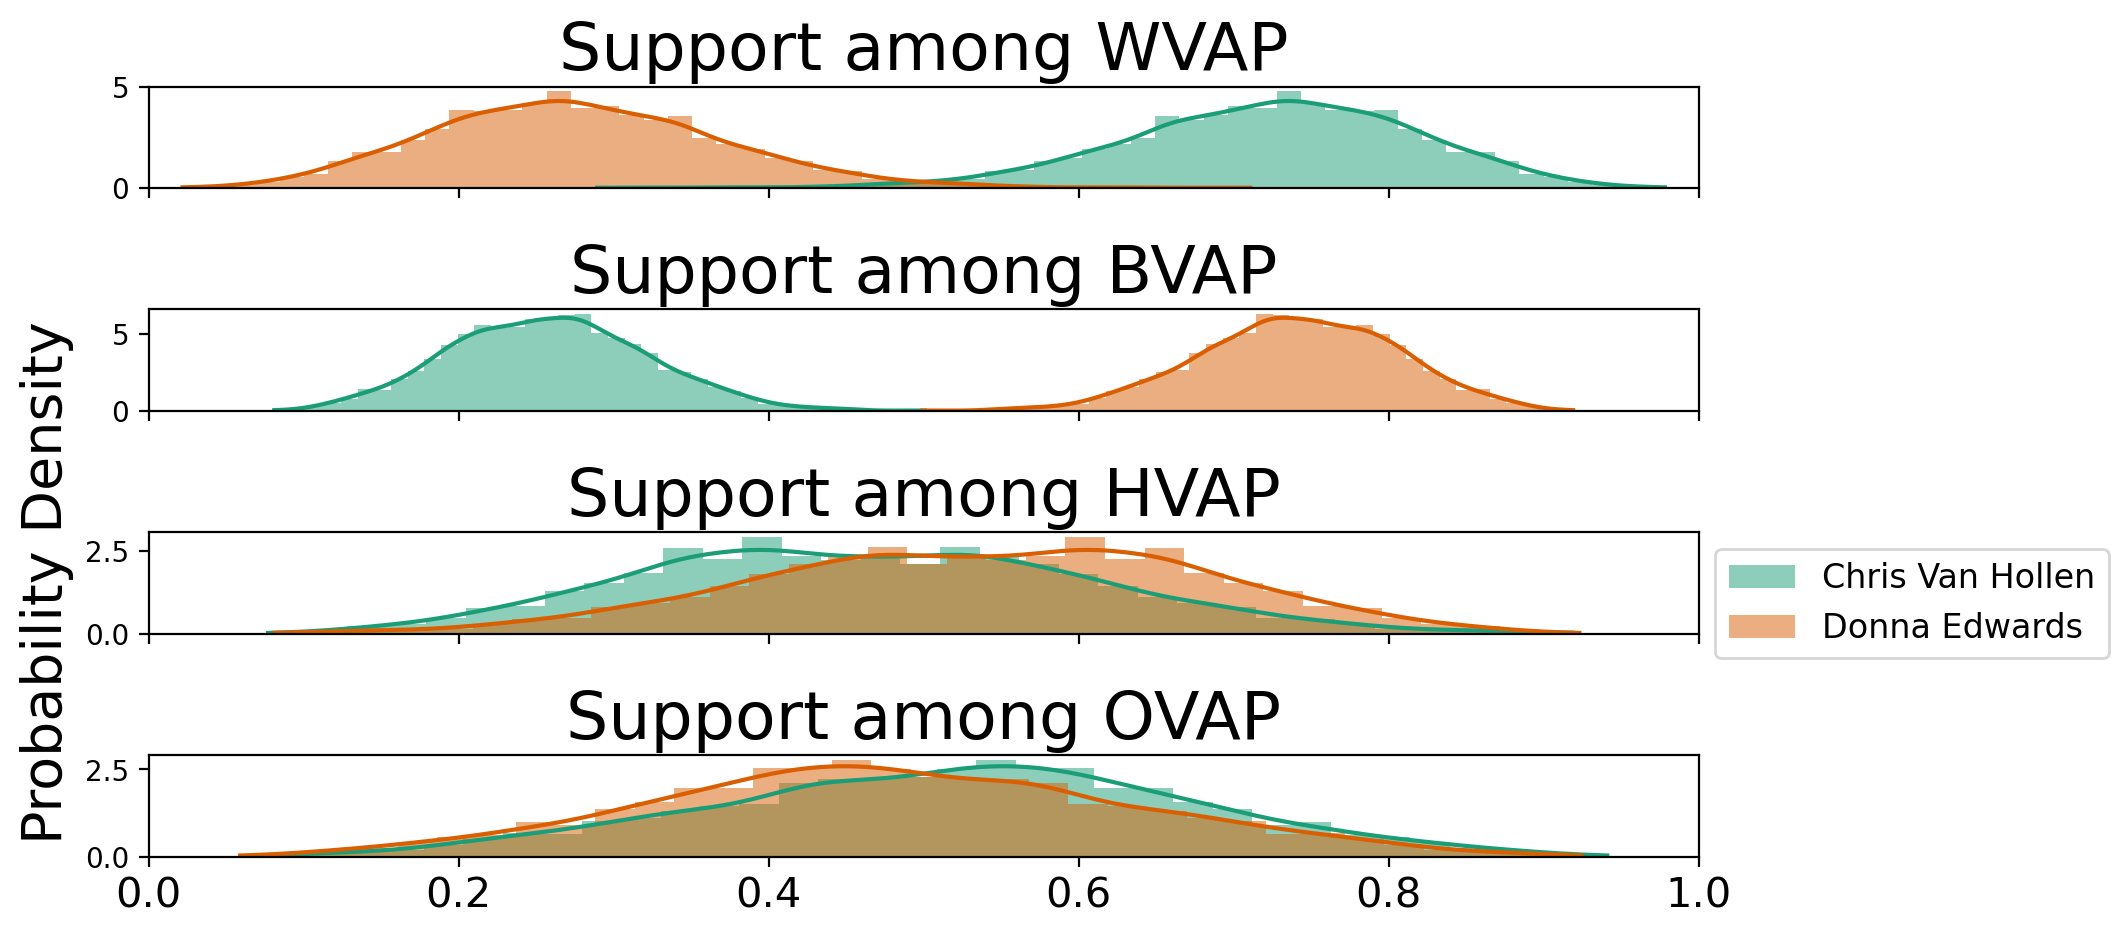 Support among WVAP
5
0
Support among BVAP
5
0
Support among HVAP
2.5
0.0
Support among OVAP
2.5
0.0
0.0 0.2 0.4 0.6 0.8 1.0
Probability Density
Chris Van Hollen
Donna Edwards